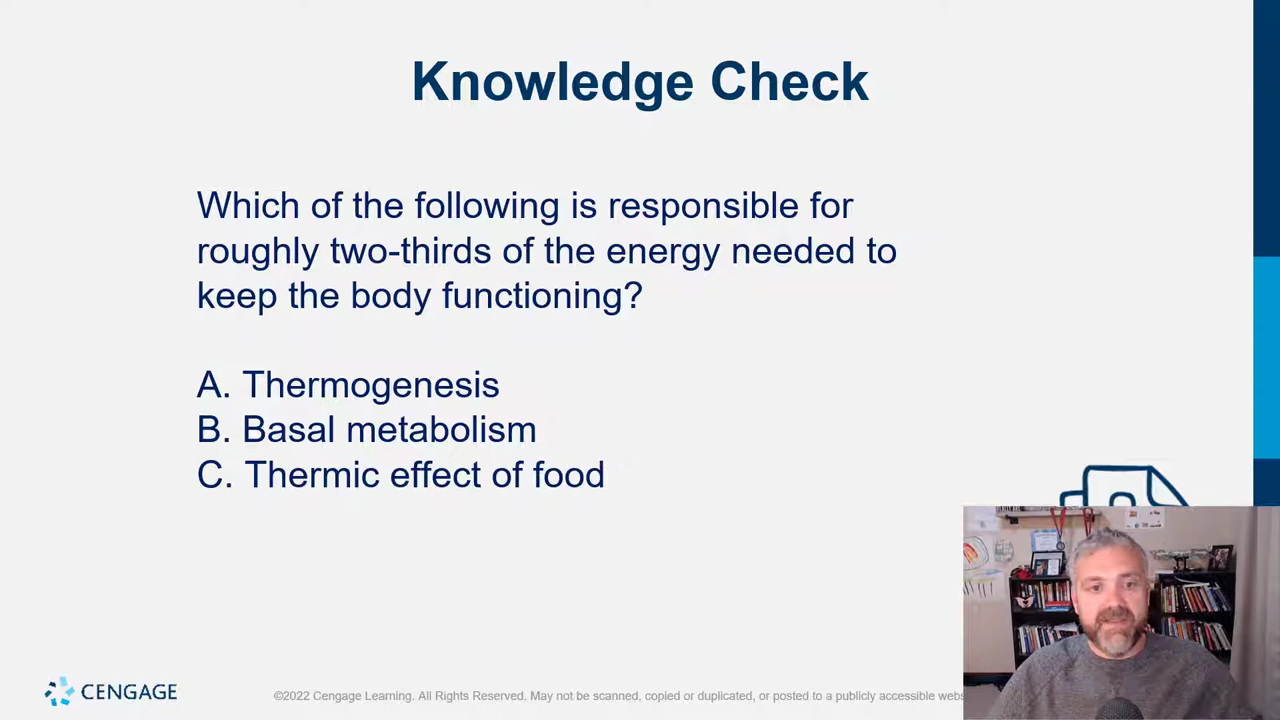 Knowledge Check
Which of the following is responsible for
roughly two-thirds of the energy needed to
keep the body functioning?
A. Thermogenesis
B. Basal metabolism
C. Thermic effect of food
CENGAGE
©2022 Cengage Learning. All Rights Reserved. May not be scanned, copied or duplicated, or posted to a publicly accessible